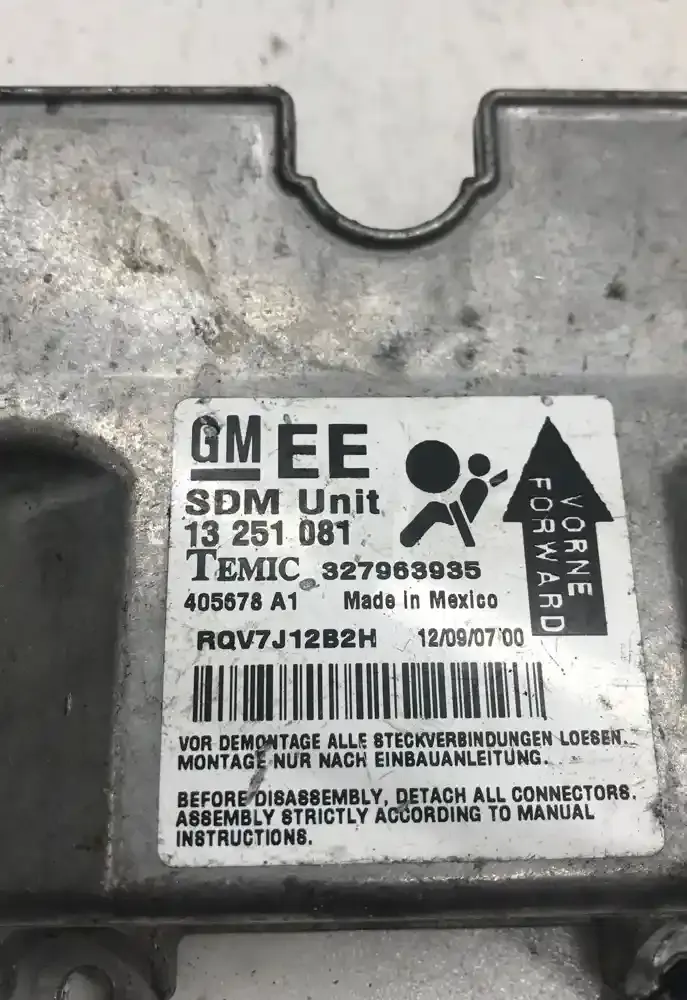 GM EE
SDM Unit
13 251 081
TEMIC 327963935
405678 A1 Made in Mexico
RQV7J12B2H 12/09/07 00
VORNE
FORWARD
VOR DEMONTAGE ALLE STECKVERBINDUNGEN LOESEN.
MONTAGE NUR NACH EINBAUANLEITUNG.
BEFORE DISASSEMBLY, DETACH ALL CONNECTORS.
ASSEMBLY STRICTLY ACCORDING TO MANUAL
INSTRUCTIONS.